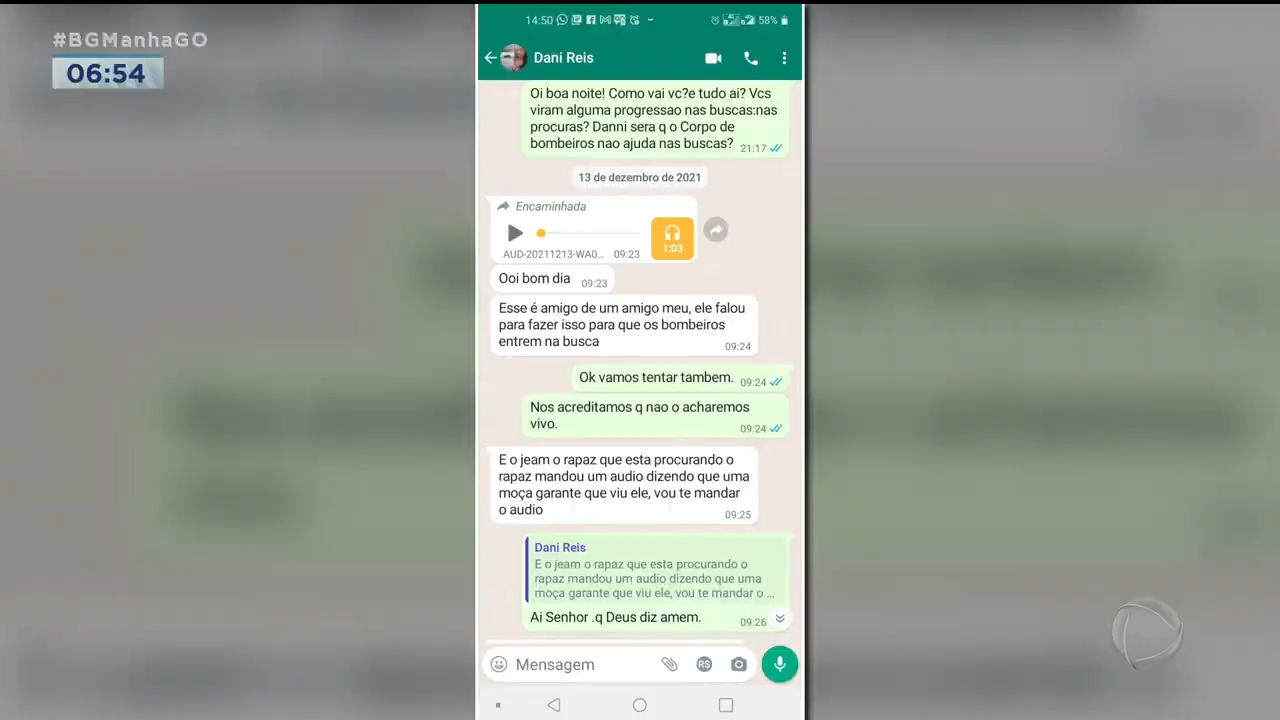 #BGManhaGO
06:54
14:50
58%
Dani Reis
Oi boa noite! Como vai vc?e tudo ai? Vcs
viram alguma progressao nas buscas:nas
procuras? Danni sera q o Corpo de
bombeiros nao ajuda nas buscas?
21:17
13 de dezembro de 2021
Encaminhada
1:03
AUD-20211213-WA0...
09:23
Ooi bom dia
09:23
Esse é amigo de um amigo meu, ele falou
para fazer isso para que os bombeiros
entrem na busca
09:24
Ok vamos tentar tambem.
09:24
Nos acreditamos q nao o acharemos
vivo.
09:24
E o jeam o rapaz que esta procurando o
rapaz mandou um audio dizendo que uma
moça garante que viu ele, vou te mandar
o audio
09:25
Dani Reis
E o jeam o rapaz que esta procurando o
rapaz mandou um audio dizendo que uma
moça garante que viu ele, vou te mandar o ...
Ai Senhor .q Deus diz amem.
09:26
Mensagem
R$